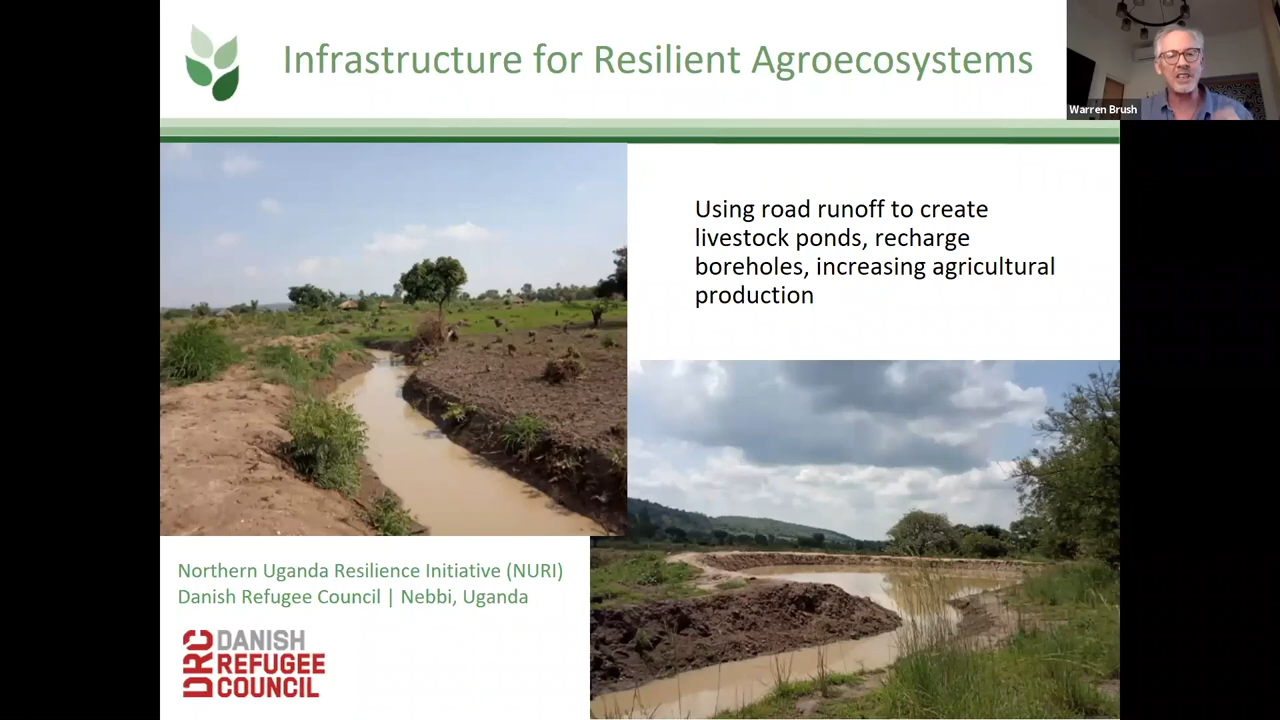 Infrastructure for Resilient Agroecosystems
Warren Brush
Using road runoff to create
livestock ponds, recharge
boreholes, increasing agricultural
production
Northern Uganda Resilience Initiative (NURI)
Danish Refugee Council | Nebbi, Uganda
DRC
DANISH
REFUGEE
COUNCIL